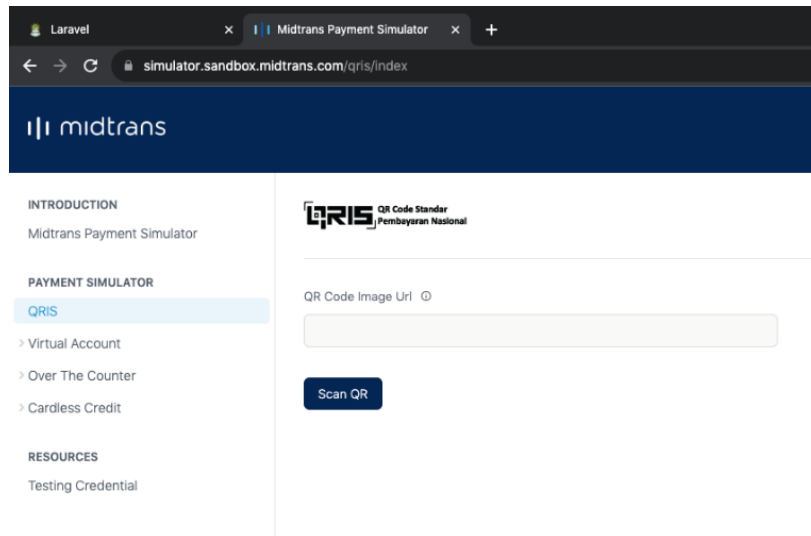 Laravel
Midtrans Payment Simulator
simulator.sandbox.midtrans.com/qris/index
midtrans
INTRODUCTION
Midtrans Payment Simulator
PAYMENT SIMULATOR
QRIS
Virtual Account
Over The Counter
Cardless Credit
RESOURCES
Testing Credential
QRIS
QR Code Standar
Pembayaran Nasional
QR Code Image Url
Scan QR